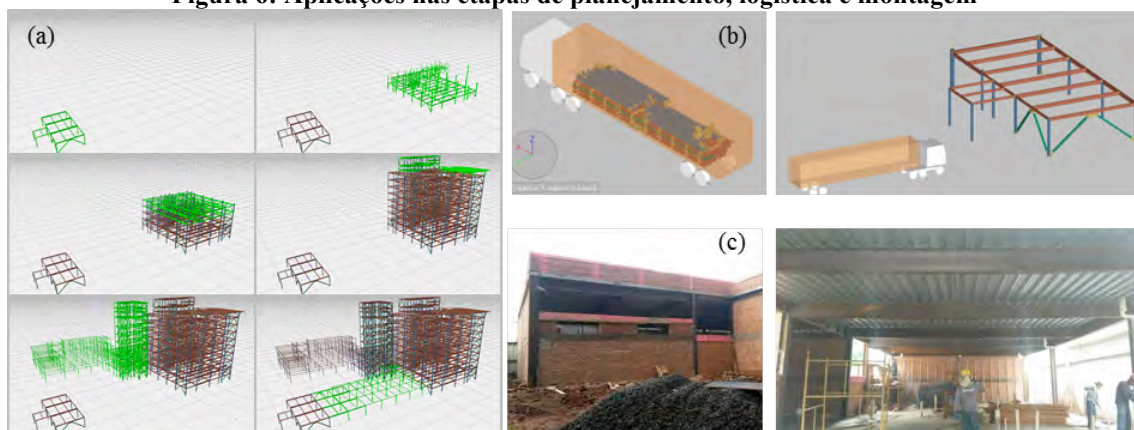 Figura 6: Aplicações nas etapas de planejamento, logística e montagem
(a)
(b)
(c)